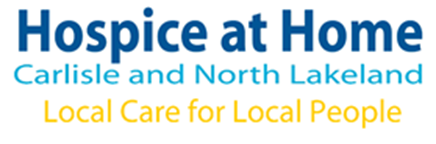 Hospice at Home
Carlisle and North Lakeland
Local Care for Local People